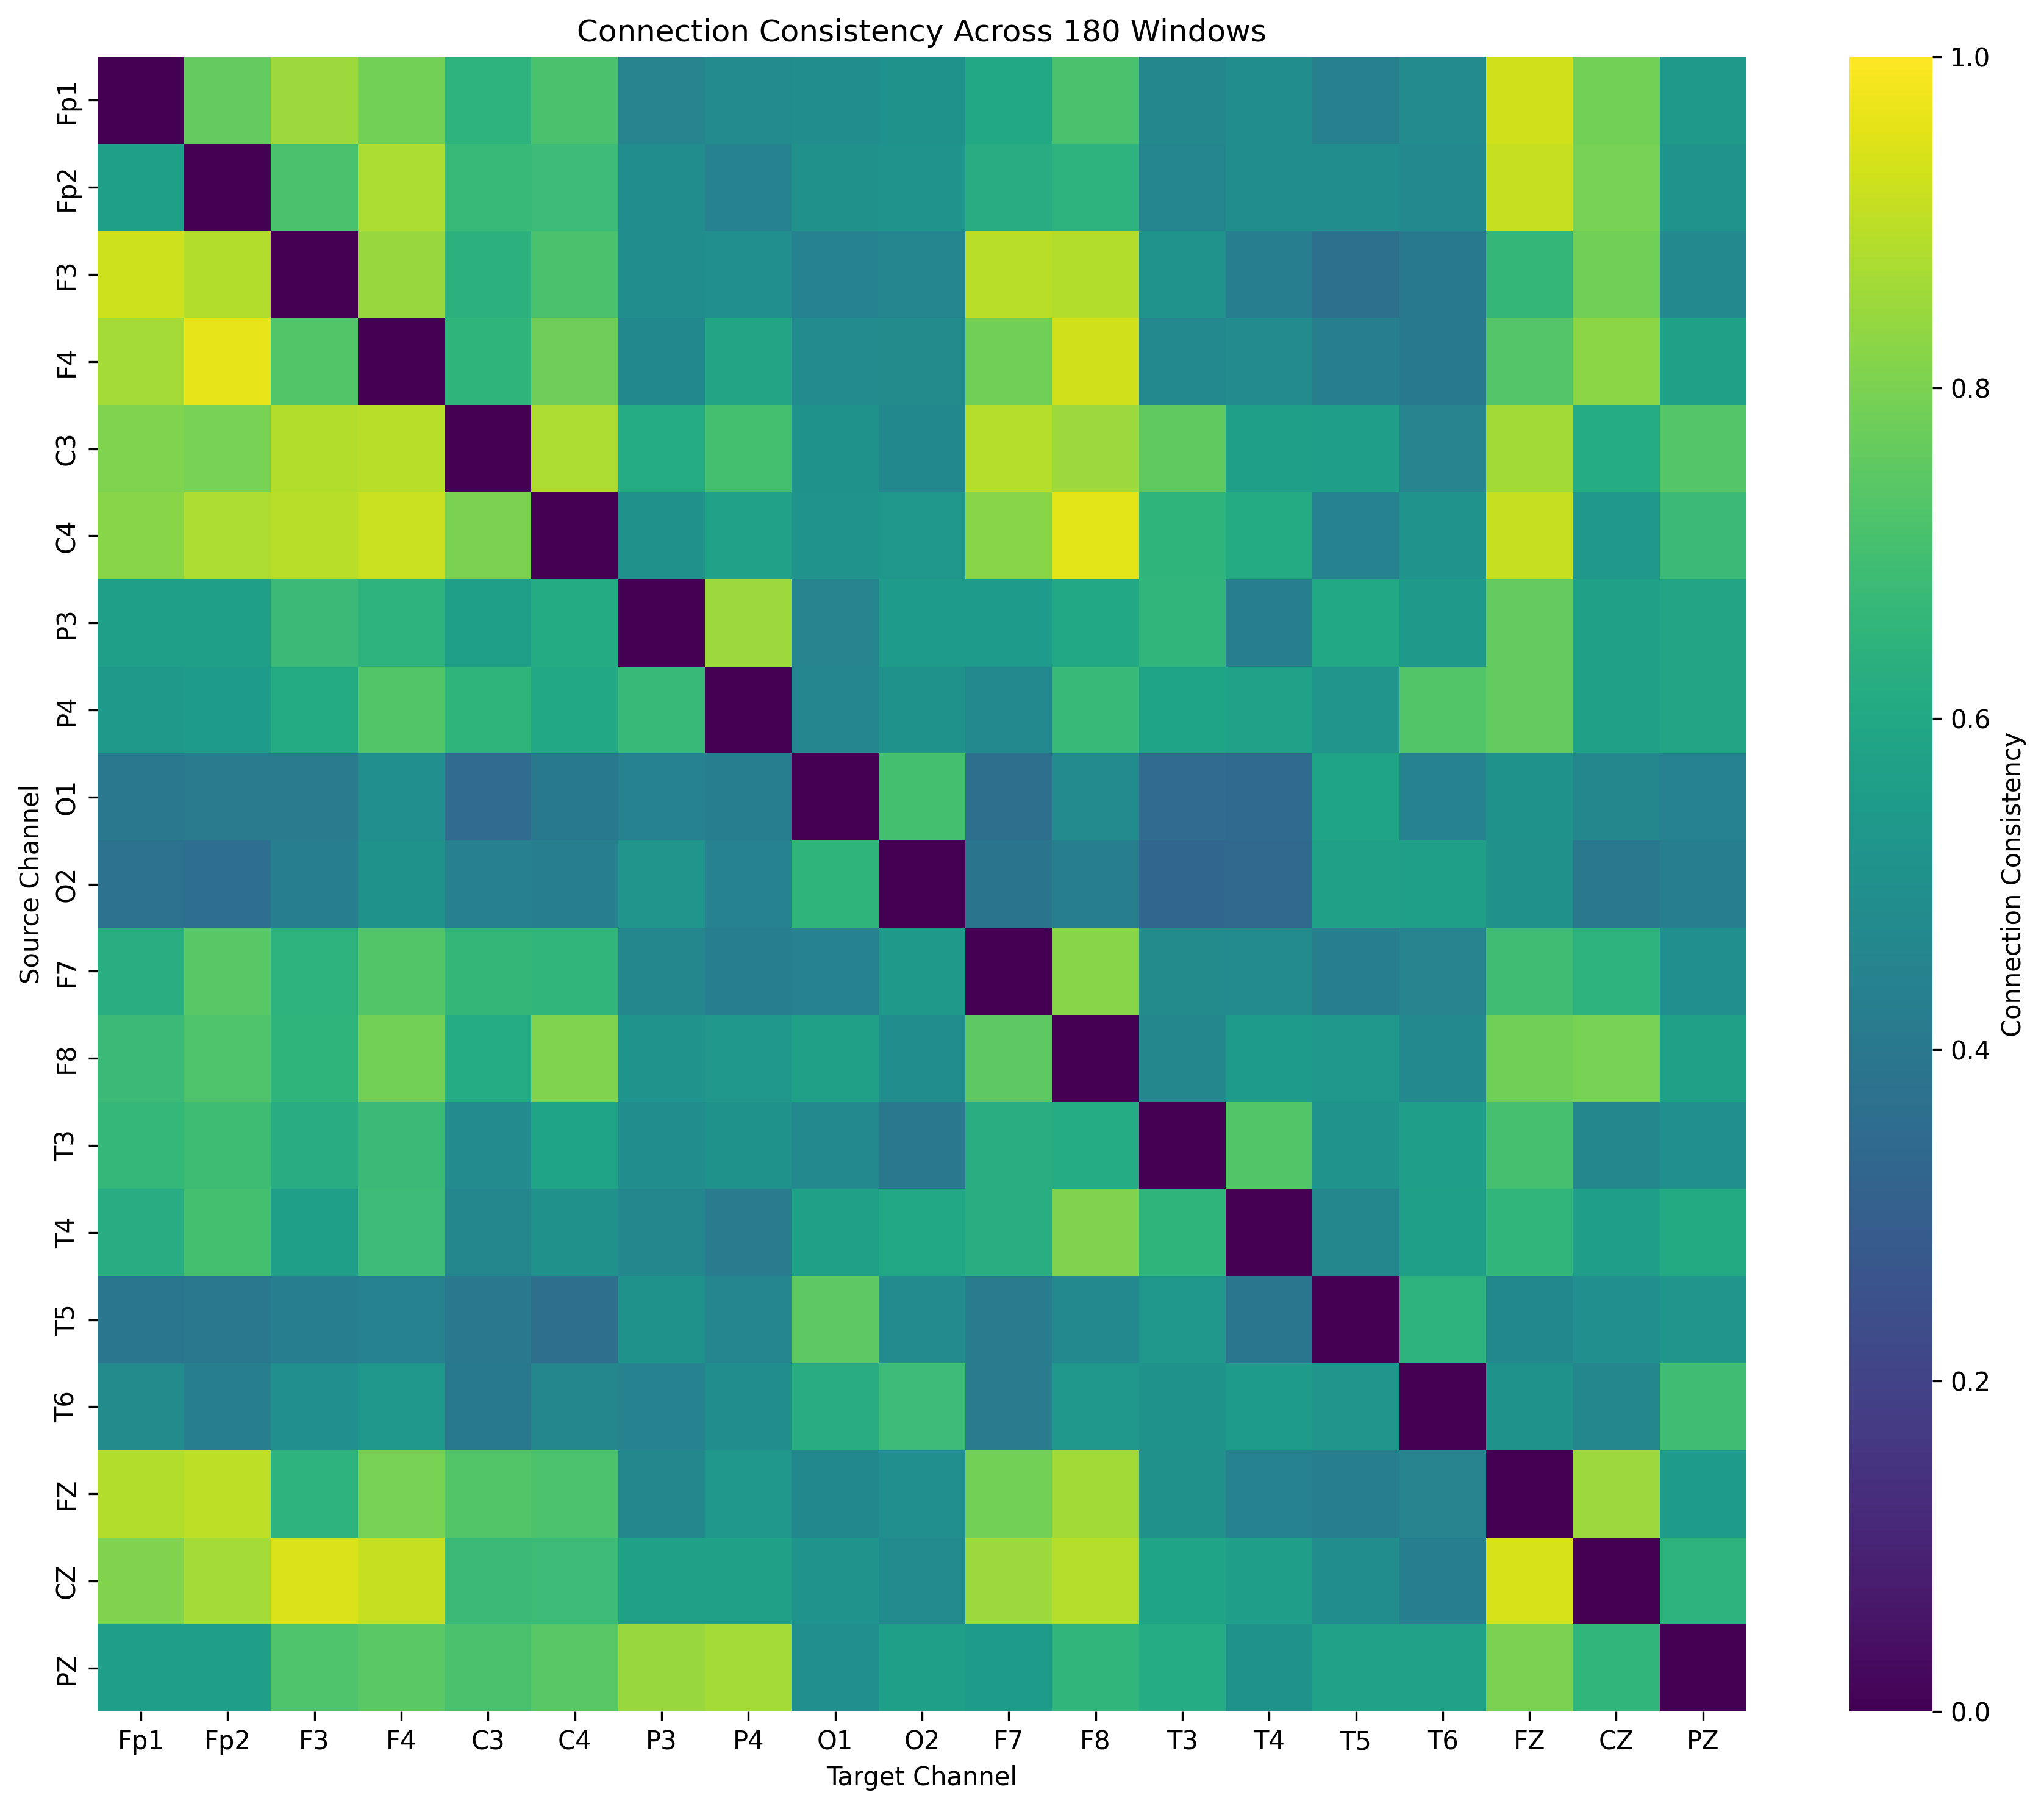 Connection Consistency Across 180 Windows
Fp1
Fp2
F3
F4
C3
C4
P3
P4
O1
O2
F7
F8
T3
T4
T5
T6
FZ
CZ
PZ
Source Channel
Fp1 Fp2 F3 F4 C3 C4 P3 P4 O1 O2 F7 F8 T3 T4 T5 T6 FZ CZ PZ
Target Channel
1.0
0.8
0.6
0.4
0.2
0.0
Connection Consistency